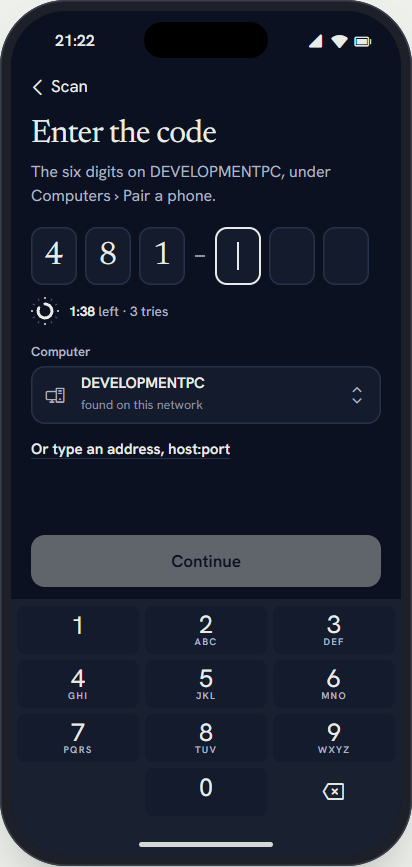 21:22
Scan
Enter the code
The six digits on DEVELOPMENTPC, under
Computers › Pair a phone.
4 8 1 –
1:38 left · 3 tries
Computer
DEVELOPMENTPC
found on this network
Or type an address, host:port
Continue
1 2 3
ABC DEF
4 5 6
GHI JKL MNO
7 8 9
PQRS TUV WXYZ
0